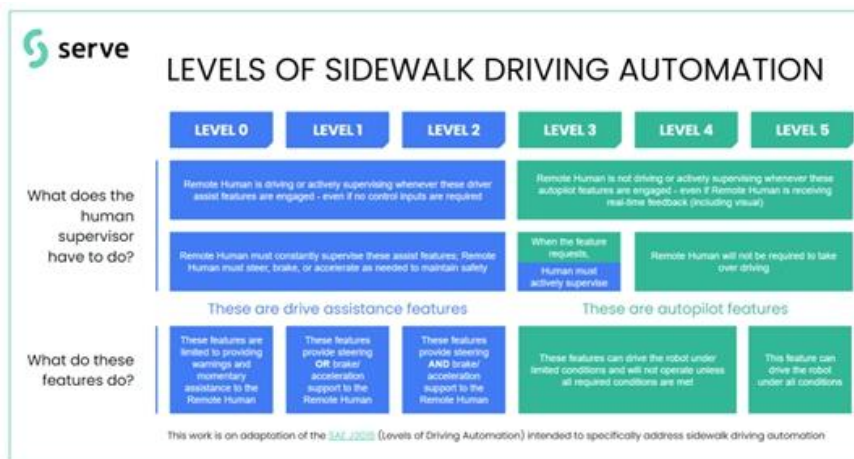 serve
LEVELS OF SIDEWALK DRIVING AUTOMATION
LEVEL 0
LEVEL 1
LEVEL 2
LEVEL 3
LEVEL 4
LEVEL 5
What does the
human
supervisor
have to do?
Remote Human is driving or actively supervising whenever these driver
assist features are engaged - even if no control inputs are required
Remote Human is not driving or actively supervising whenever these
autopilot features are engaged - even if Remote Human is receiving
real-time feedback (including visual)
Remote Human must constantly supervise these assist features; Remote
Human must steer, brake, or accelerate as needed to maintain safety
When the feature
requests,
Human must
actively supervise
Remote Human will not be required to take
over driving
These are drive assistance features
These are autopilot features
What do these
features do?
These features are
limited to providing
warnings and
momentary
assistance to the
Remote Human
These features
provide steering
OR brake/
acceleration
support to the
Remote Human
These features
provide steering
AND brake/
acceleration
support to the
Remote Human
These features can drive the robot under
limited conditions and will not operate unless
all required conditions are met
This feature can
drive the robot
under all conditions
This work is an adaptation of the SAE J3016 (Levels of Driving Automation) intended to specifically address sidewalk driving automation